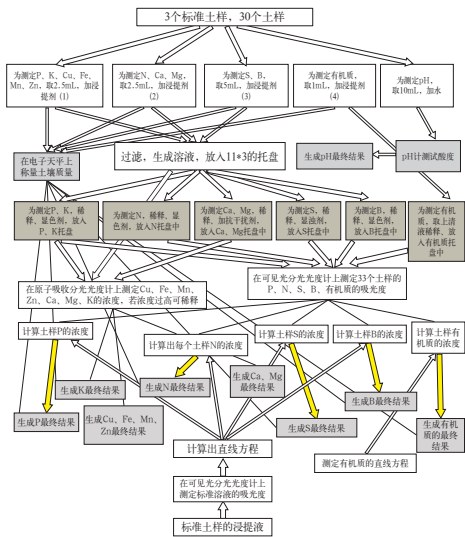 3个标准土样，30个土样
为测定P、K、Cu、Fe、
Mn、Zn，取2.5mL，加浸
提剂 (1)
为测定N、Ca、Mg，
取2.5mL，加浸提剂
(2)
为测定S、B，
取5mL，加浸提剂
(3)
为测定有机质，
取1mL，加浸提剂
(4)
为测定pH，
取10mL，加水
在电子天平上
称量土壤质量
过滤，生成溶液，放入11*3的托盘
生成pH最终结果
pH计测试酸度
为测定P、K，稀
释、显色剂，放入
P、K托盘
为测定N，稀释、显
色剂，放入N托盘中
为测定Ca、Mg，稀
释、加抗干扰剂，
放入Ca、Mg托盘中
为测定S，稀
释、显浊剂，
放入S托盘中
为测定B，稀
释、显色剂，
放入B托盘中
为测定有机
质，取上清
液稀释，放
入有机质托
盘中
在原子吸收分光光度计上测定Cu、Fe、Mn、
Zn、Ca、Mg、K的浓度，若浓度过高可稀释
在可见光分光光度计上测定33个土样的
P、N、S、B、有机质的吸光度
计算土样P的浓度
计算出每个土样N的浓度
计算土样S的浓度
计算土样B的浓度
计算土样有
机质的浓度
生成K最终结果
生成N最终结果
生成Ca、Mg
最终结果
生成B最终结果
生成P最终结果
生成Cu、Fe、Mn、
Zn最终结果
生成S最终结果
生成有机
质的最终
结果
计算出直线方程
测定有机质的直线方程
在可见光分光光度计上
测定标准溶液的吸光度
标准土样的浸提液